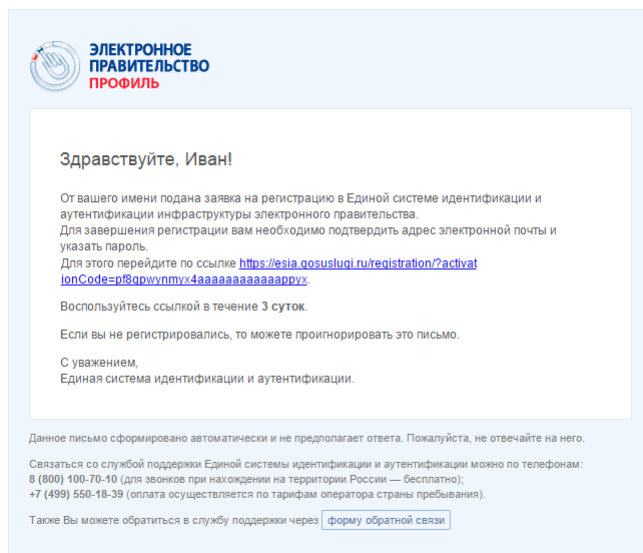 ЭЛЕКТРОННОЕ
ПРАВИТЕЛЬСТВО
ПРОФИЛЬ
Здравствуйте, Иван!
От вашего имени подана заявка на регистрацию в Единой системе идентификации и
аутентификации инфраструктуры электронного правительства.
Для завершения регистрации вам необходимо подтвердить адрес электронной почты и
указать пароль.
Для этого перейдите по ссылке https://esia.gosuslugi.ru/registration/?activat
ionCode=pf8gpwynmyx4aaaaaaaaaaaappyx.
Воспользуйтесь ссылкой в течение 3 суток.
Если вы не регистрировались, то можете проигнорировать это письмо.
С уважением,
Единая система идентификации и аутентификации.
Данное письмо сформировано автоматически и не предполагает ответа. Пожалуйста, не отвечайте на него.
Связаться со службой поддержки Единой системы идентификации и аутентификации можно по телефонам:
8 (800) 100-70-10 (для звонков при нахождении на территории России — бесплатно);
+7 (499) 550-18-39 (оплата осуществляется по тарифам оператора страны пребывания).
Также Вы можете обратиться в службу поддержки через форму обратной связи